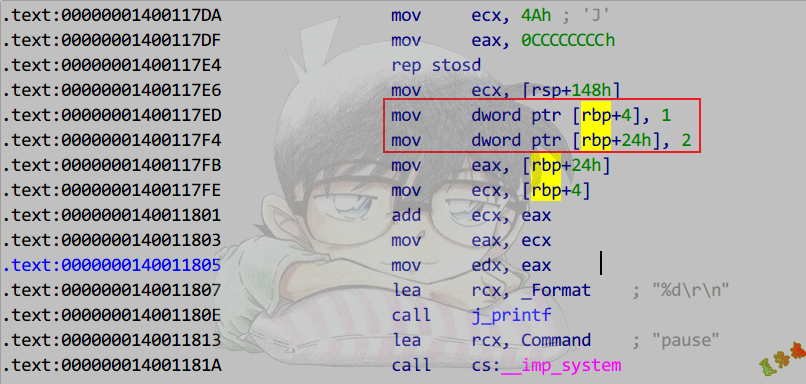 .text:00000001400117DA mov ecx, 4Ah ; 'J'
.text:00000001400117DF mov eax, 0CCCCCCCCh
.text:00000001400117E4 rep stosd
.text:00000001400117E6 mov ecx, [rsp+148h]
.text:00000001400117ED mov dword ptr [rbp+4], 1
.text:00000001400117F4 mov dword ptr [rbp+24h], 2
.text:00000001400117FB mov eax, [rbp+24h]
.text:00000001400117FE mov ecx, [rbp+4]
.text:0000000140011801 add ecx, eax
.text:0000000140011803 mov eax, ecx
.text:0000000140011805 mov edx, eax
.text:0000000140011807 lea rcx, _Format ; "%d\r\n"
.text:000000014001180E call j_printf
.text:0000000140011813 lea rcx, Command ; "pause"
.text:000000014001181A call cs:__imp_system